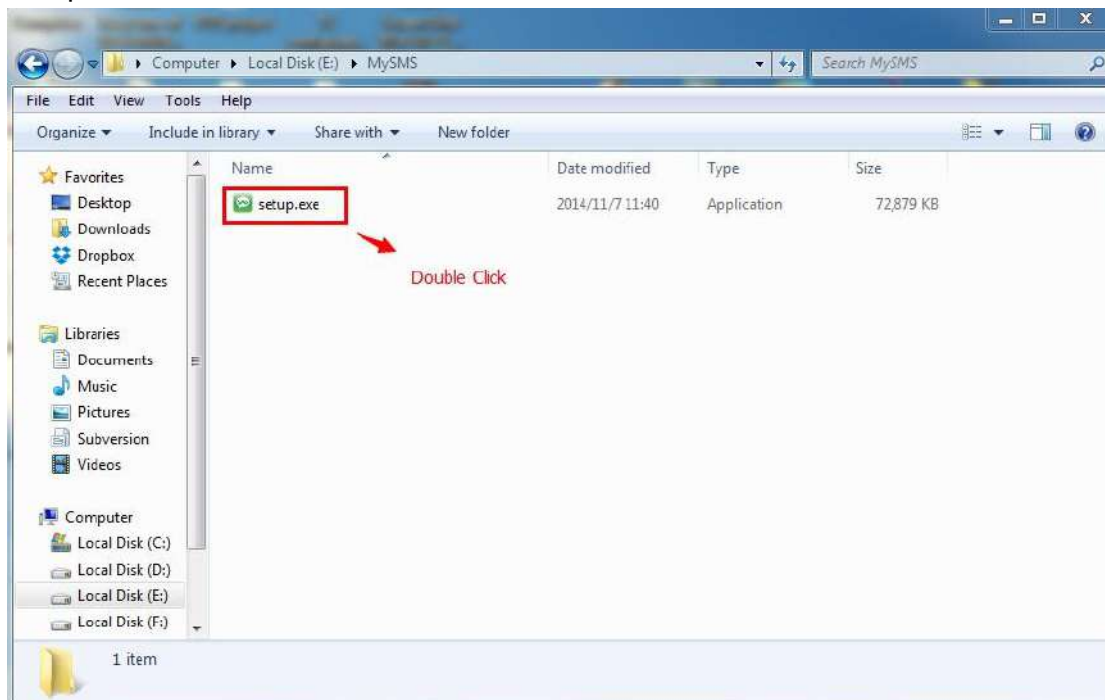 Computer ▸ Local Disk (E:) ▸ MySMS Search MySMS
File Edit View Tools Help
Organize Include in library Share with New folder
Name Date modified Type Size
setup.exe 2014/11/7 11:40 Application 72,879 KB
Double Click
Favorites
Desktop
Downloads
Dropbox
Recent Places
Libraries
Documents
Music
Pictures
Subversion
Videos
Computer
Local Disk (C:)
Local Disk (D:)
Local Disk (E:)
Local Disk (F:)
1 item